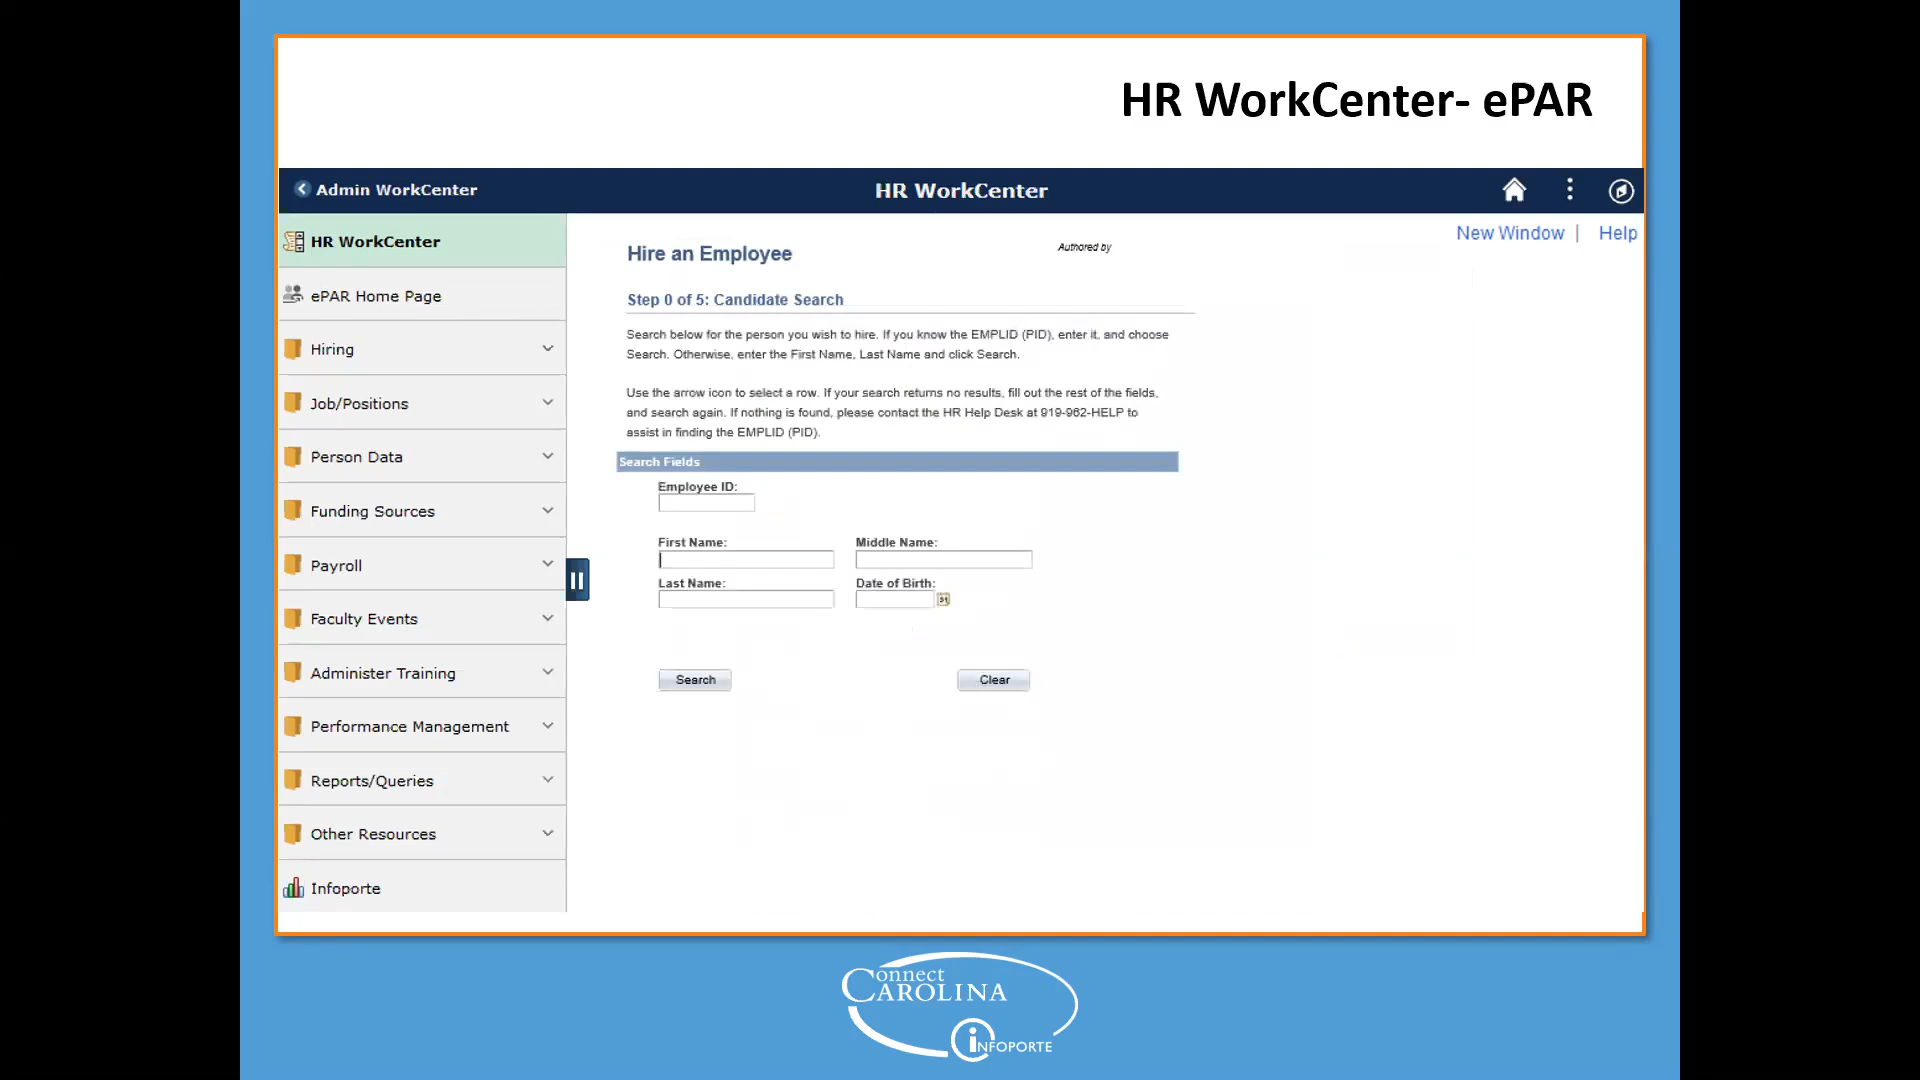 HR WorkCenter- ePAR
Admin WorkCenter
HR WorkCenter
New Window | Help
HR WorkCenter
ePAR Home Page
Hiring
Job/Positions
Person Data
Funding Sources
Payroll
Faculty Events
Administer Training
Performance Management
Reports/Queries
Other Resources
Infoporte
Hire an Employee
Authored by
Step 0 of 5: Candidate Search
Search below for the person you wish to hire. If you know the EMPLID (PID), enter it, and choose
Search. Otherwise, enter the First Name, Last Name and click Search.
Use the arrow icon to select a row. If your search returns no results, fill out the rest of the fields,
and search again. If nothing is found, please contact the HR Help Desk at 919-962-HELP to
assist in finding the EMPLID (PID).
Search Fields
Employee ID:
First Name: Middle Name:
Last Name: Date of Birth:
31
Search Clear
Connect
CAROLINA
INFOPORTE